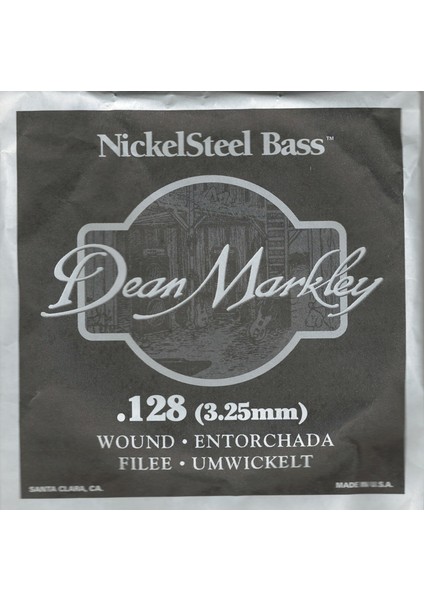 NickelSteel Bass™
Dean Markley
.128 (3.25mm)
WOUND • ENTORCHADA
FILEE • UMWICKELT
SANTA CLARA, CA.
MADE IN U.S.A.